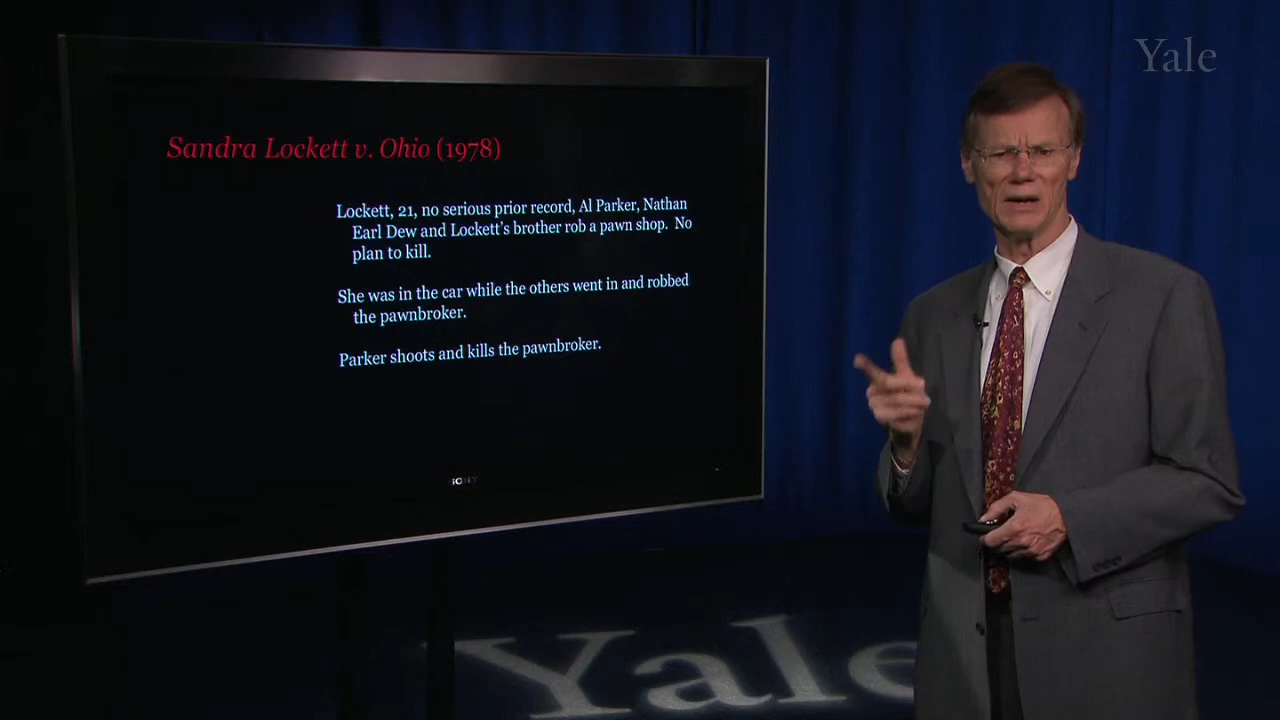 Yale
Sandra Lockett v. Ohio (1978)
Lockett, 21, no serious prior record, Al Parker, Nathan
Earl Dew and Lockett's brother rob a pawn shop.  No
plan to kill.
She was in the car while the others went in and robbed
the pawnbroker.
Parker shoots and kills the pawnbroker.
SONY
Yale